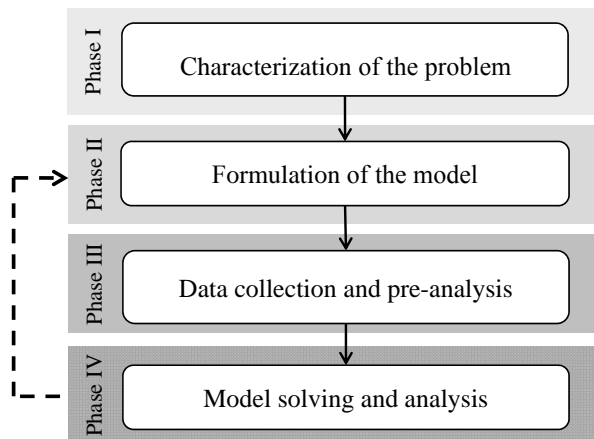 Phase I
Characterization of the problem
Phase II
Formulation of the model
Phase III
Data collection and pre-analysis
Phase IV
Model solving and analysis